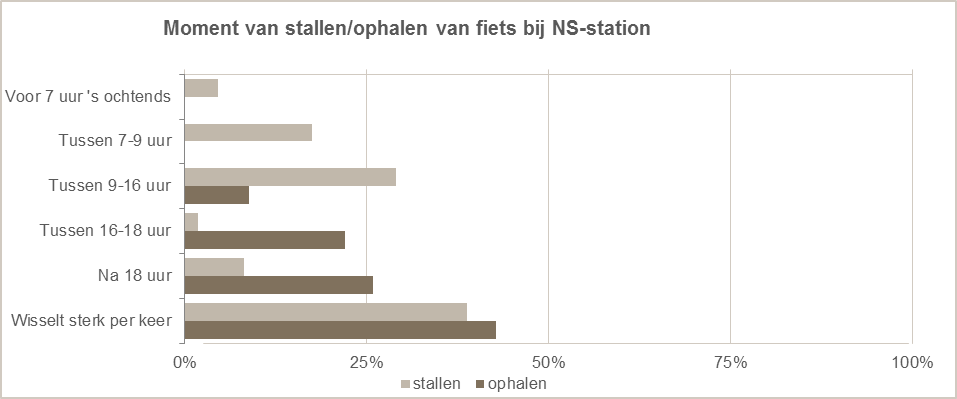 Moment van stallen/ophalen van fiets bij NS-station
Voor 7 uur 's ochtends
Tussen 7-9 uur
Tussen 9-16 uur
Tussen 16-18 uur
Na 18 uur
Wisselt sterk per keer
0% 25% 50% 75% 100%
stallen ophalen